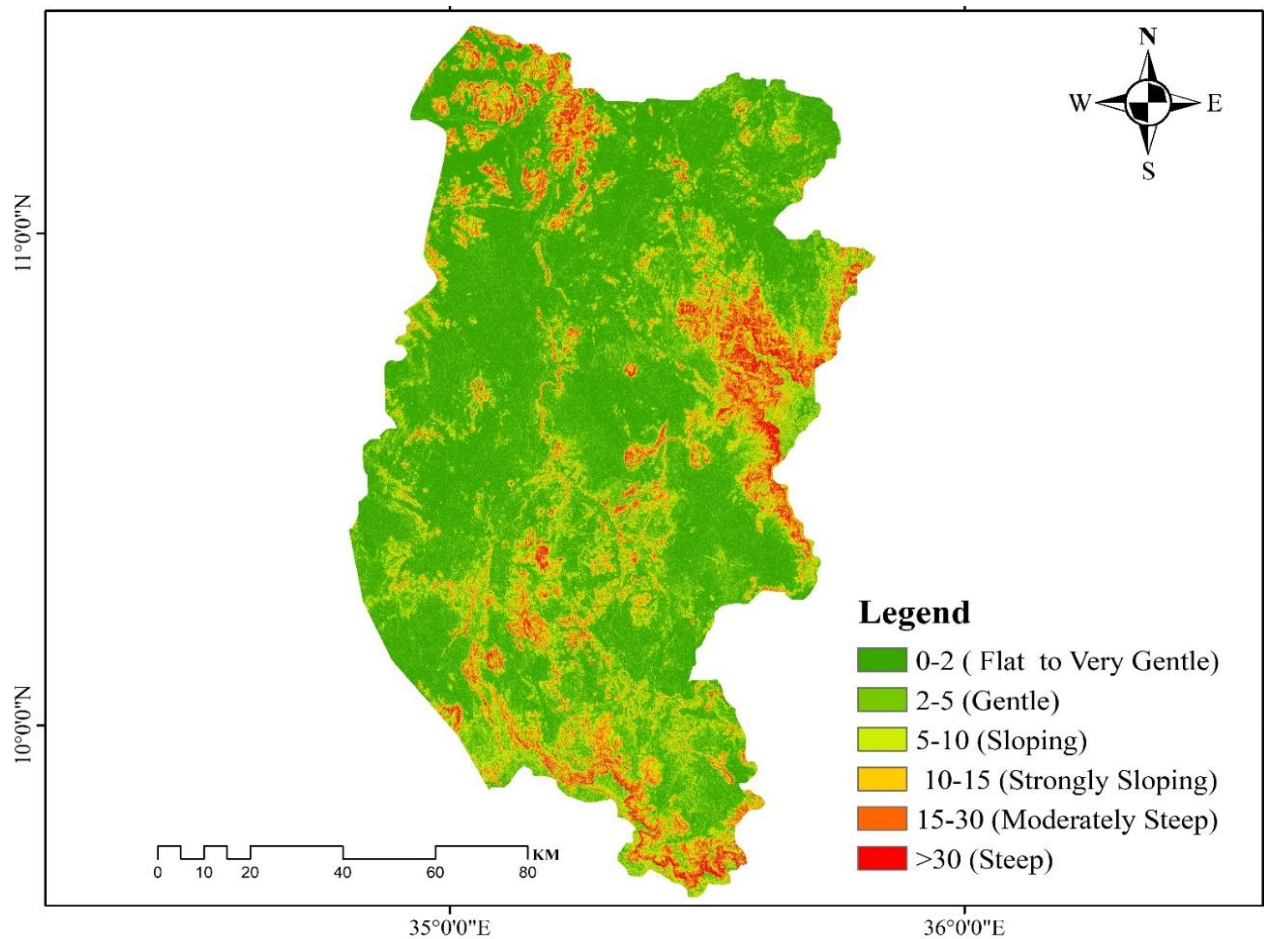 N
W E
S
11°0'0"N
10°0'0"N
Legend
0-2 ( Flat to Very Gentle)
2-5 (Gentle)
5-10 (Sloping)
10-15 (Strongly Sloping)
15-30 (Moderately Steep)
>30 (Steep)
KM
0 10 20 40 60 80
35°0'0"E 36°0'0"E